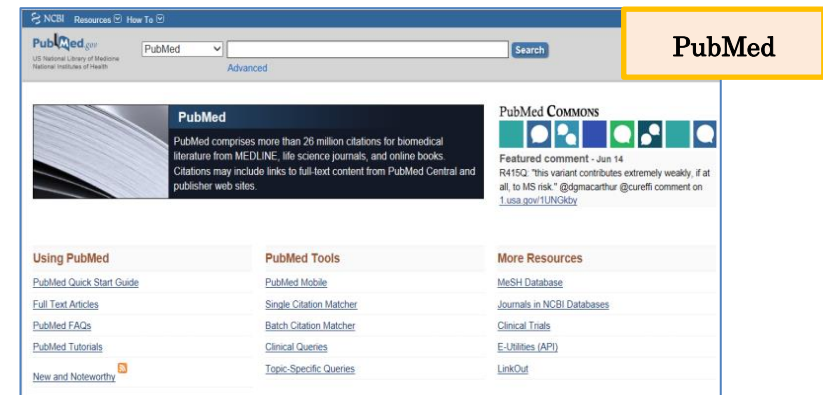 NCBI Resources How To
PubMed.gov
US National Library of Medicine
National Institutes of Health
PubMed
Search
Advanced
PubMed
PubMed
PubMed comprises more than 26 million citations for biomedical
literature from MEDLINE, life science journals, and online books.
Citations may include links to full-text content from PubMed Central and
publisher web sites.
PubMed Commons
Featured comment - Jun 14
R415Q: "this variant contributes extremely weakly, if at
all, to MS risk." @dgmacarthur @cureffi comment on
1.usa.gov/1UNGkby
Using PubMed
PubMed Quick Start Guide
Full Text Articles
PubMed FAQs
PubMed Tutorials
New and Noteworthy
PubMed Tools
PubMed Mobile
Single Citation Matcher
Batch Citation Matcher
Clinical Queries
Topic-Specific Queries
More Resources
MeSH Database
Journals in NCBI Databases
Clinical Trials
E-Utilities (API)
LinkOut